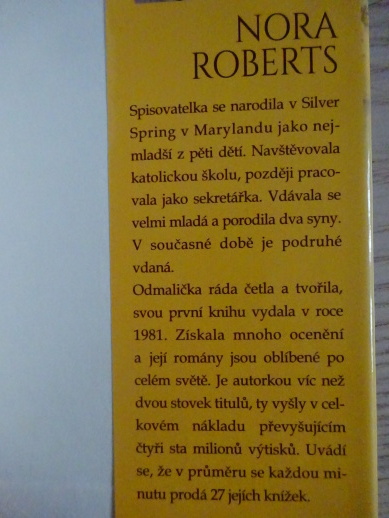 NORA
ROBERTS
Spisovatelka se narodila v Silver
Spring v Marylandu jako nej-
mladší z pěti dětí. Navštěvovala
katolickou školu, později praco-
vala jako sekretářka. Vdávala se
velmi mladá a porodila dva syny.
V současné době je podruhé
vdaná.
Odmalička ráda četla a tvořila,
svou první knihu vydala v roce
1981. Získala mnoho ocenění
a její romány jsou oblíbené po
celém světě. Je autorkou víc než
dvou stovek titulů, ty vyšly v cel-
kovém nákladu převyšujícím
čtyři sta milionů výtisků. Uvádí
se, že v průměru se každou mi-
nutu prodá 27 jejích knížek.